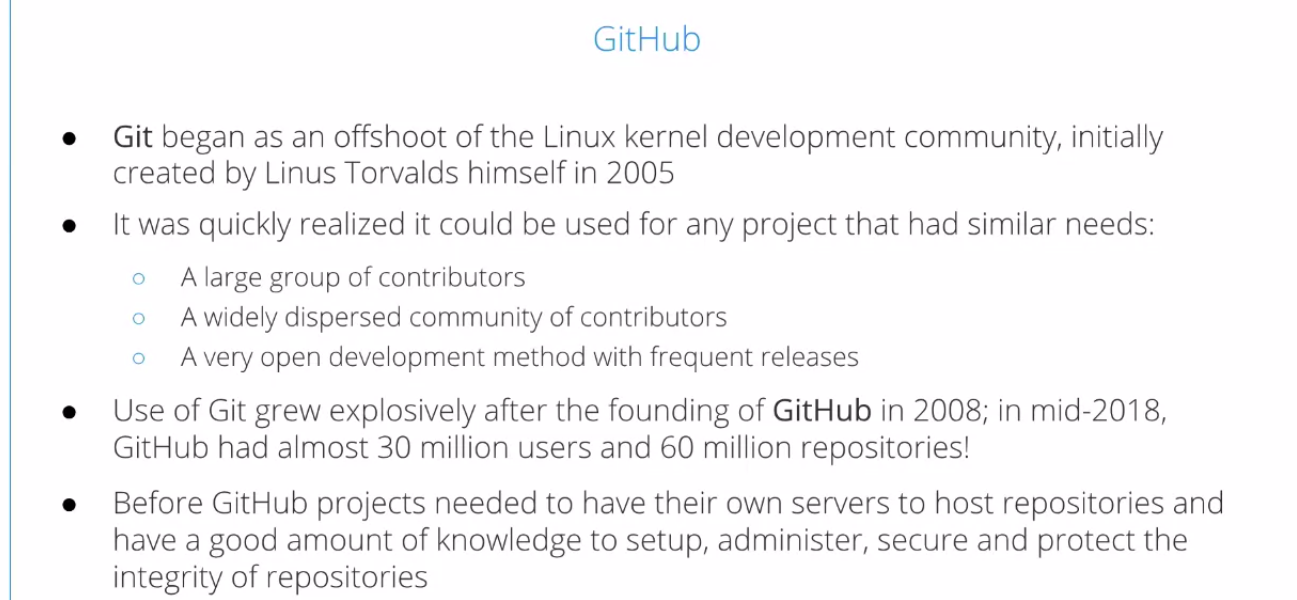 GitHub
Git began as an offshoot of the Linux kernel development community, initially
created by Linus Torvalds himself in 2005
It was quickly realized it could be used for any project that had similar needs:
A large group of contributors
A widely dispersed community of contributors
A very open development method with frequent releases
Use of Git grew explosively after the founding of GitHub in 2008; in mid-2018,
GitHub had almost 30 million users and 60 million repositories!
Before GitHub projects needed to have their own servers to host repositories and
have a good amount of knowledge to setup, administer, secure and protect the
integrity of repositories